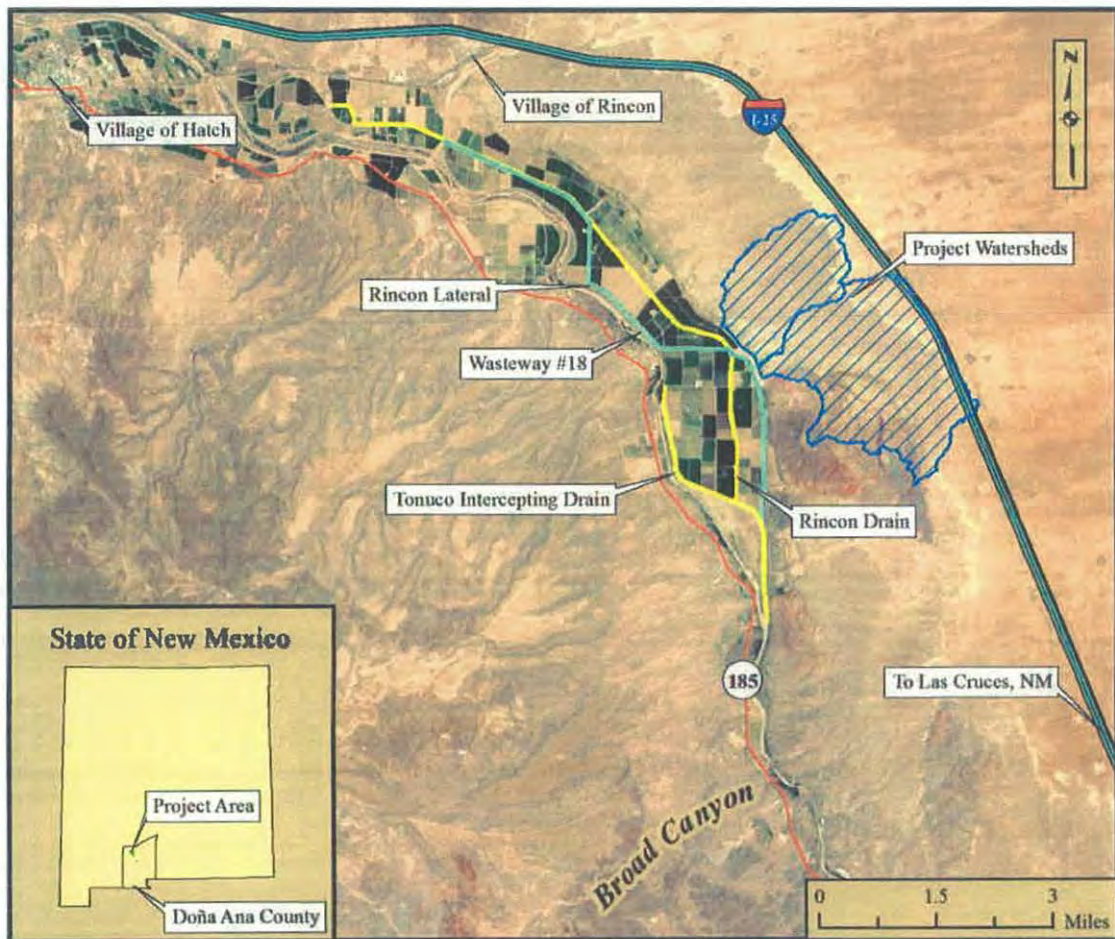 N
Village of Rincon
I-25
Village of Hatch
Project Watersheds
Rincon Lateral
Wasteway #18
Tonuco Intercepting Drain
Rincon Drain
State of New Mexico
185
To Las Cruces, NM
Project Area
Broad Canyon
Doña Ana County
0 1.5 3
Miles